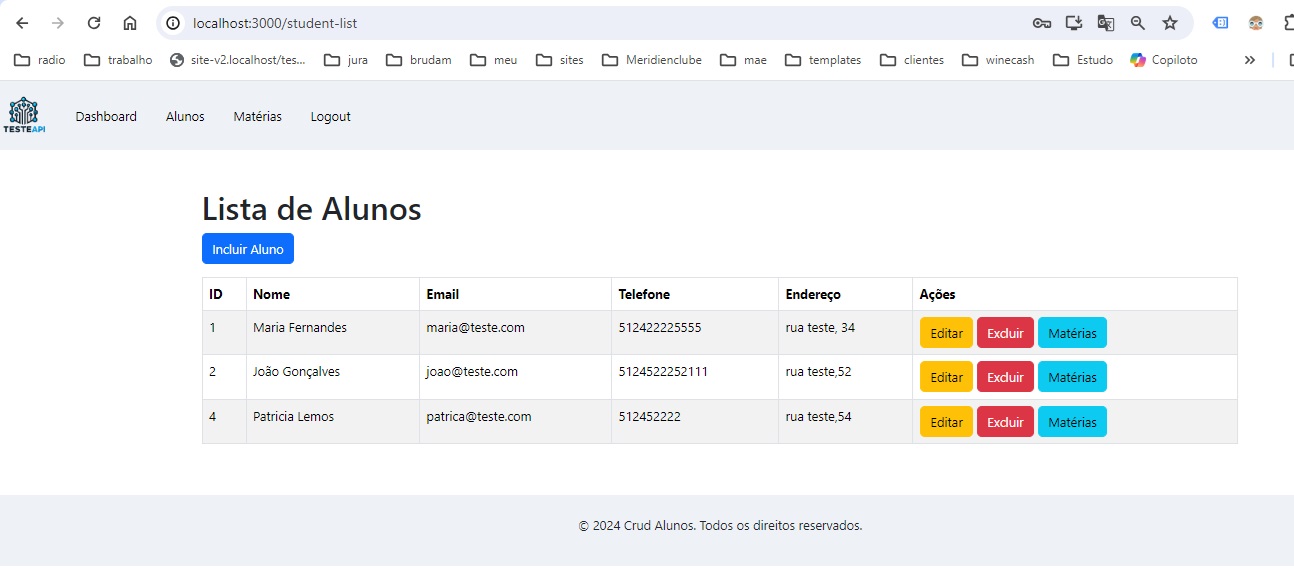 localhost:3000/student-list
radio trabalho site-v2.localhost/tes... jura brudam meu sites Meridienclube mae templates clientes winecash Estudo Copiloto »
TESTEAPI Dashboard Alunos Matérias Logout
Lista de Alunos
Incluir Aluno
ID Nome Email Telefone Endereço Ações
1 Maria Fernandes maria@teste.com 512422225555 rua teste, 34 Editar Excluir Matérias
2 João Gonçalves joao@teste.com 5124522252111 rua teste,52 Editar Excluir Matérias
4 Patricia Lemos patrica@teste.com 512452222 rua teste,54 Editar Excluir Matérias
© 2024 Crud Alunos. Todos os direitos reservados.